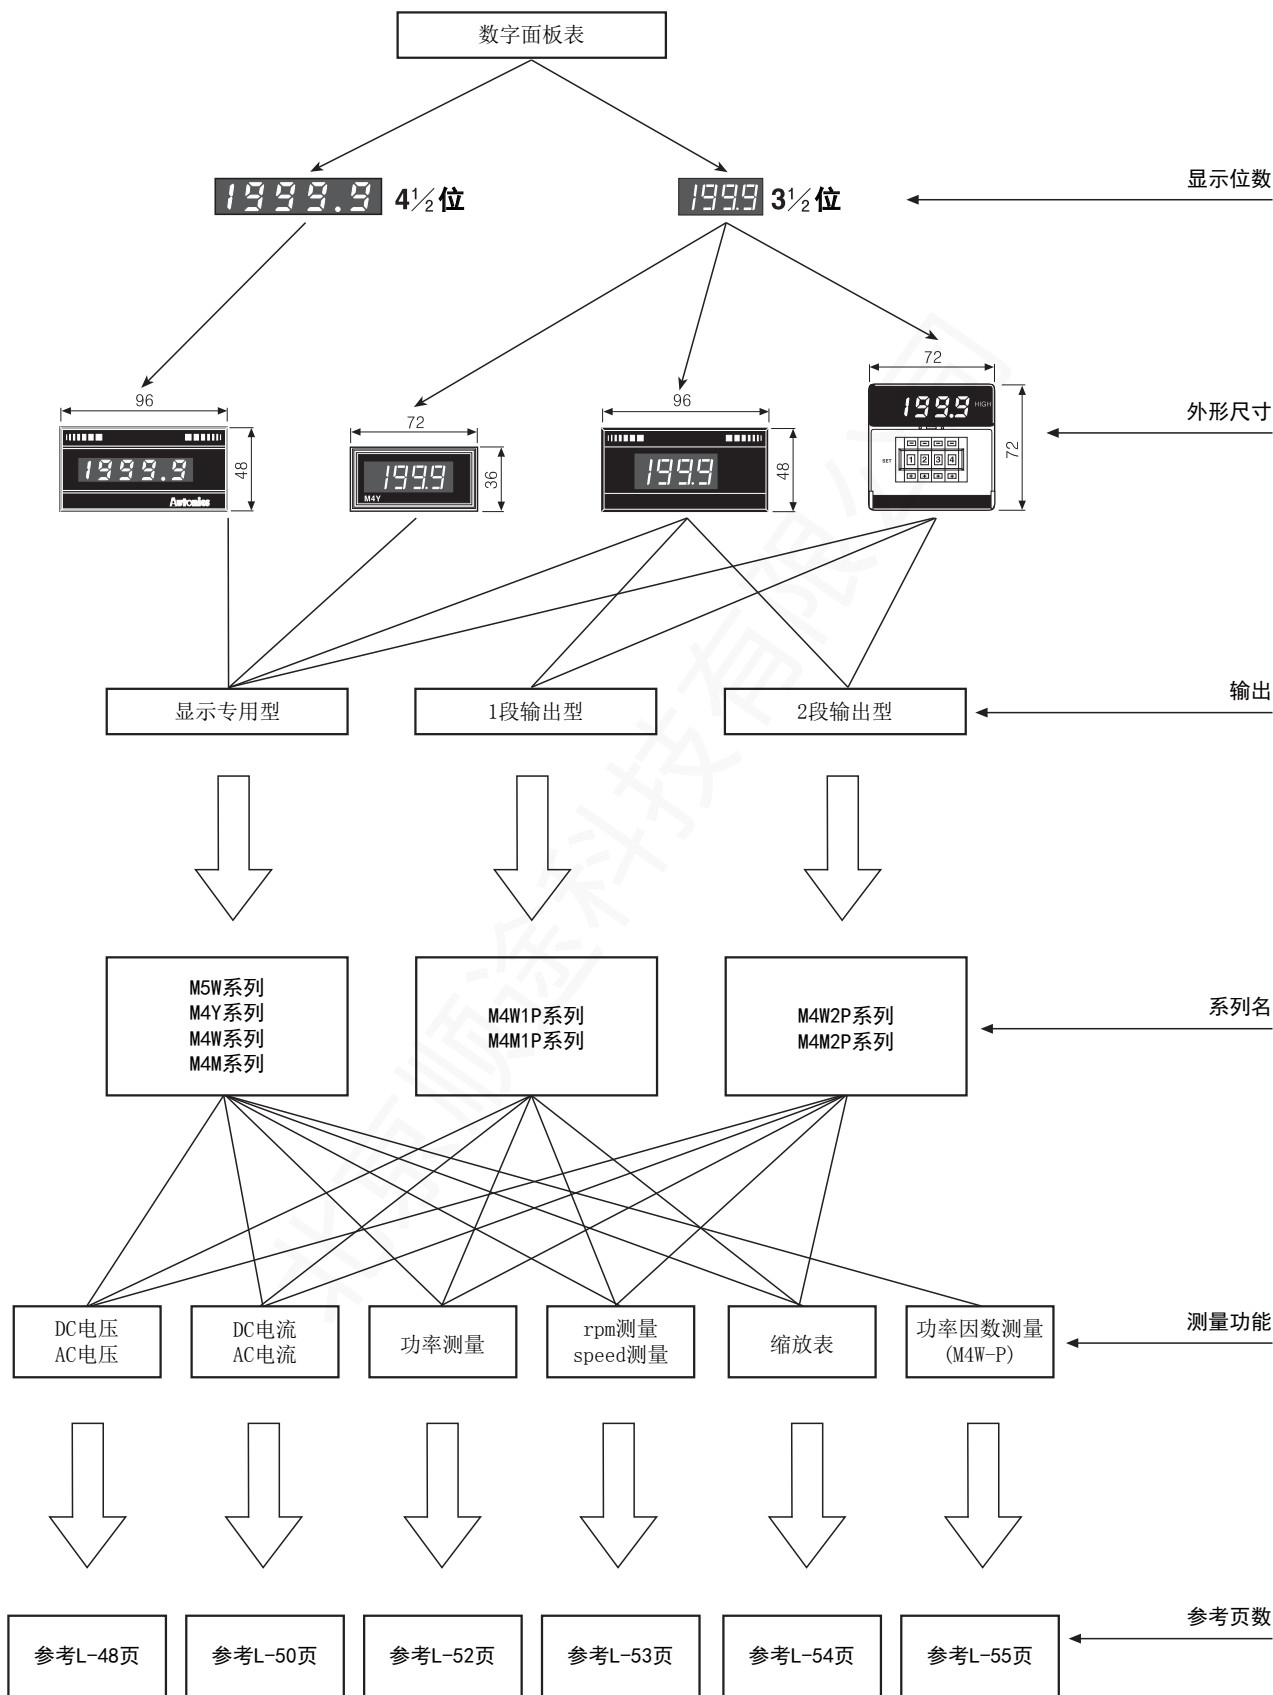 数字面板表
1999.9 4½位
199.9 3½位
显示位数
96
1999.9
Autonics
48
72
199.9
M4Y
36
96
199.9
48
72
199.9 HIGH
SET 1 2 3 4
72
外形尺寸
显示专用型
1段输出型
2段输出型
输出
M5W系列
M4Y系列
M4W系列
M4M系列
M4W1P系列
M4M1P系列
M4W2P系列
M4M2P系列
系列名
DC电压
AC电压
DC电流
AC电流
功率测量
rpm测量
speed测量
缩放表
功率因数测量
(M4W-P)
测量功能
参考L-48页
参考L-50页
参考L-52页
参考L-53页
参考L-54页
参考L-55页
参考页数